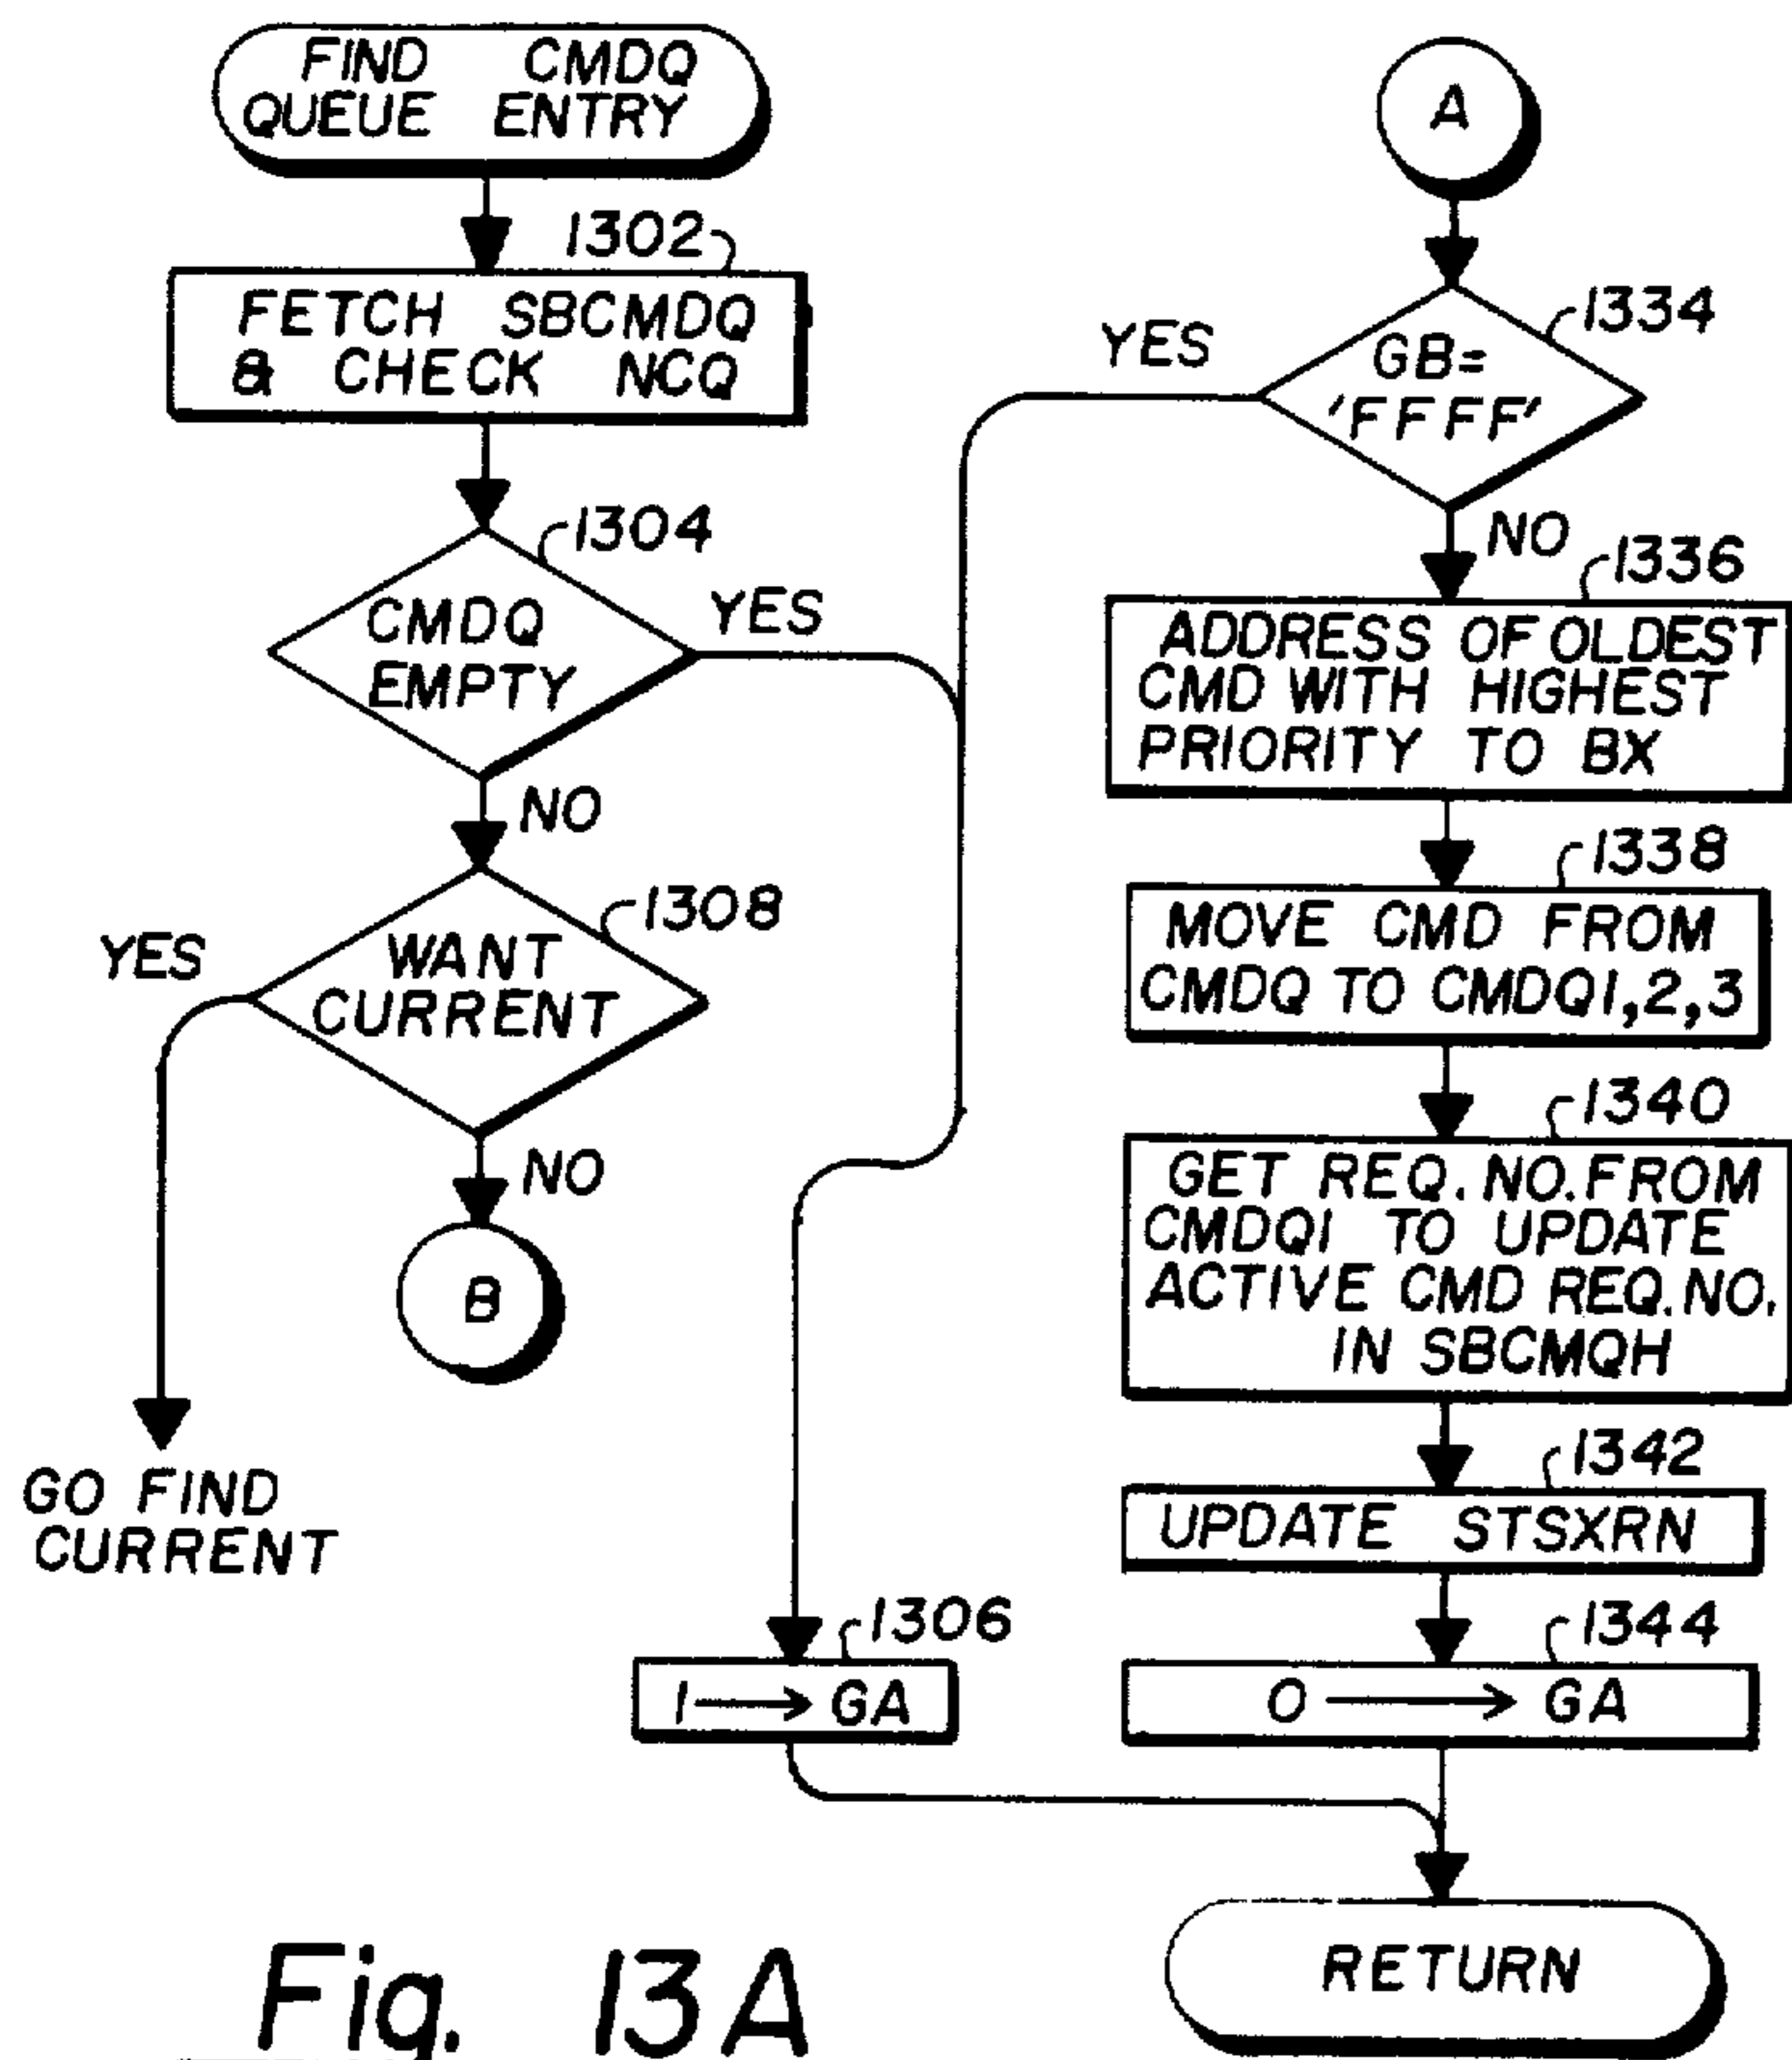 FIND CMDQ
QUEUE ENTRY
1302
FETCH SBCMDQ
& CHECK NCQ
1304
CMDQ
EMPTY
YES
NO
1308
WANT
CURRENT
YES
NO
B
GO FIND
CURRENT
1306
1 → GA
A
1334
GB=
'FFFF'
YES
NO
1336
ADDRESS OF OLDEST
CMD WITH HIGHEST
PRIORITY TO BX
1338
MOVE CMD FROM
CMDQ TO CMDQ1,2,3
1340
GET REQ. NO. FROM
CMDQ1 TO UPDATE
ACTIVE CMD REQ. NO.
IN SBCMQH
1342
UPDATE STSXRN
1344
0 → GA
RETURN
Fig. 13A